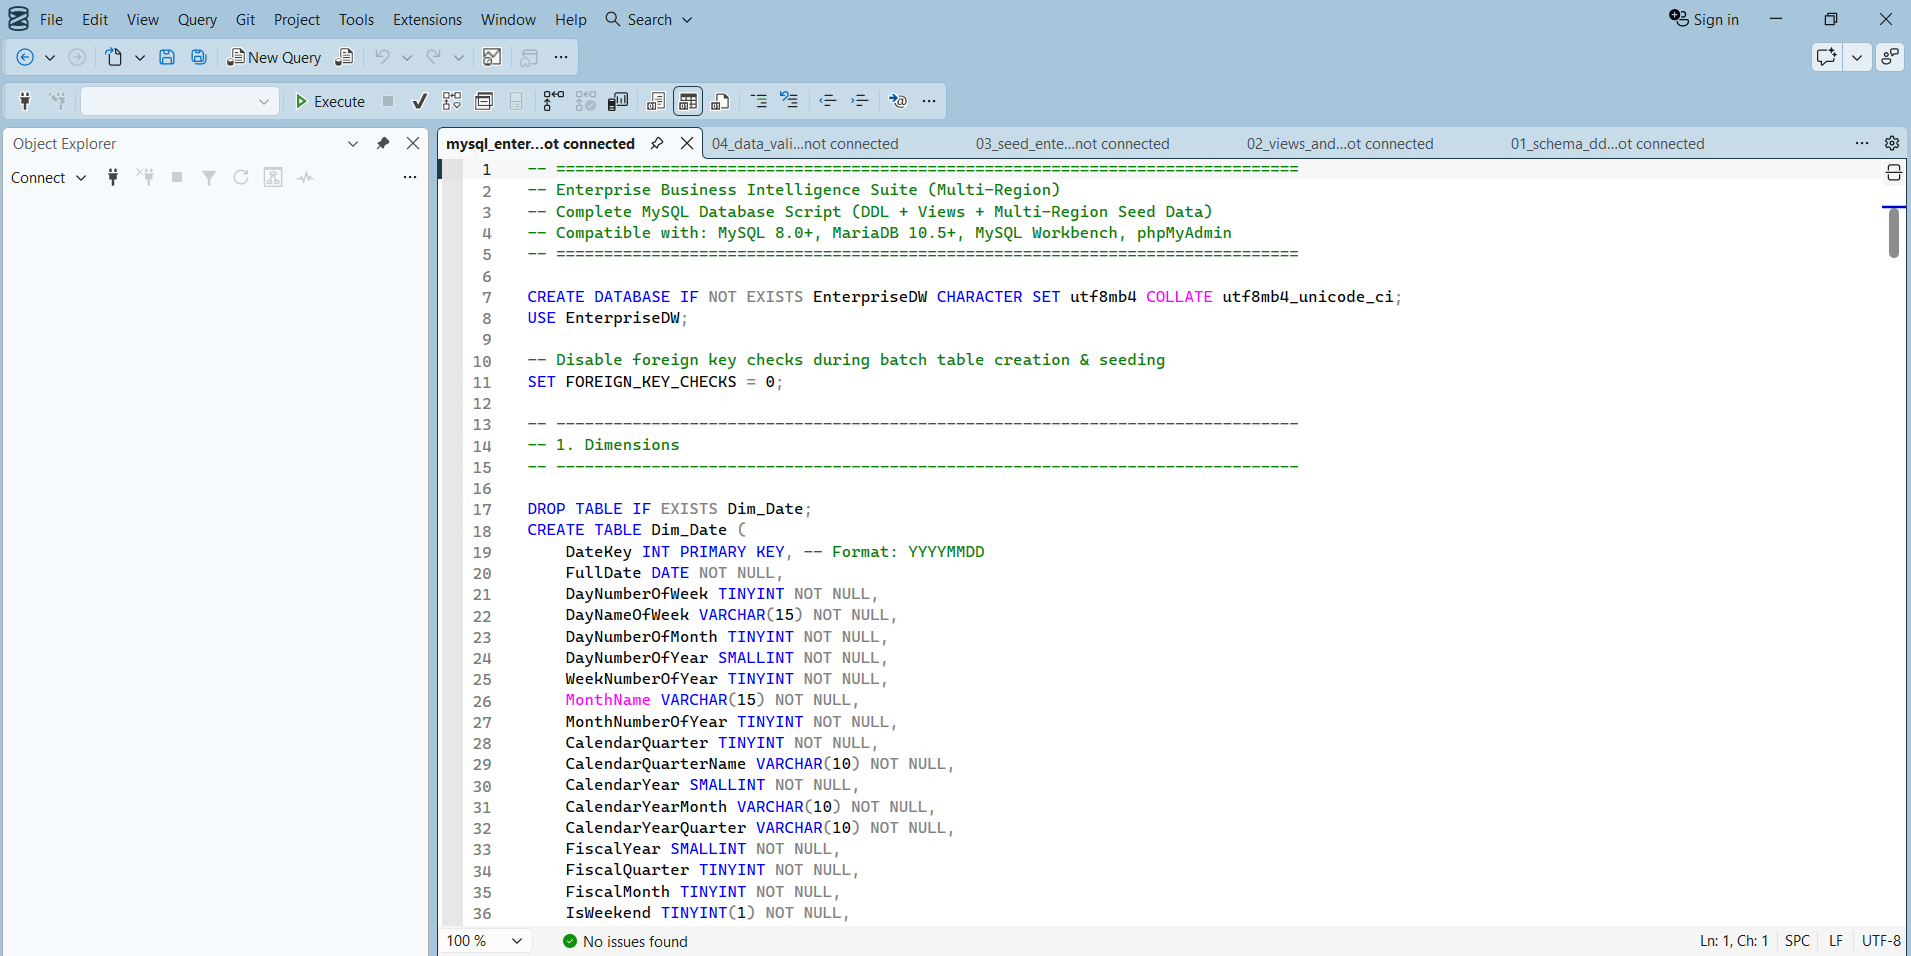 File Edit View Query Git Project Tools Extensions Window Help Search Sign in
New Query
Execute
Object Explorer
Connect
mysql_enter...ot connected 04_data_vali...not connected 03_seed_ente...not connected 02_views_and...ot connected 01_schema_dd...ot connected
1 -- ==============================================================================
2 -- Enterprise Business Intelligence Suite (Multi-Region)
3 -- Complete MySQL Database Script (DDL + Views + Multi-Region Seed Data)
4 -- Compatible with: MySQL 8.0+, MariaDB 10.5+, MySQL Workbench, phpMyAdmin
5 -- ==============================================================================
6
7 CREATE DATABASE IF NOT EXISTS EnterpriseDW CHARACTER SET utf8mb4 COLLATE utf8mb4_unicode_ci;
8 USE EnterpriseDW;
9
10 -- Disable foreign key checks during batch table creation & seeding
11 SET FOREIGN_KEY_CHECKS = 0;
12
13 -- ------------------------------------------------------------------------------
14 -- 1. Dimensions
15 -- ------------------------------------------------------------------------------
16
17 DROP TABLE IF EXISTS Dim_Date;
18 CREATE TABLE Dim_Date (
19 DateKey INT PRIMARY KEY, -- Format: YYYYMMDD
20 FullDate DATE NOT NULL,
21 DayNumberOfWeek TINYINT NOT NULL,
22 DayNameOfWeek VARCHAR(15) NOT NULL,
23 DayNumberOfMonth TINYINT NOT NULL,
24 DayNumberOfYear SMALLINT NOT NULL,
25 WeekNumberOfYear TINYINT NOT NULL,
26 MonthName VARCHAR(15) NOT NULL,
27 MonthNumberOfYear TINYINT NOT NULL,
28 CalendarQuarter TINYINT NOT NULL,
29 CalendarQuarterName VARCHAR(10) NOT NULL,
30 CalendarYear SMALLINT NOT NULL,
31 CalendarYearMonth VARCHAR(10) NOT NULL,
32 CalendarYearQuarter VARCHAR(10) NOT NULL,
33 FiscalYear SMALLINT NOT NULL,
34 FiscalQuarter TINYINT NOT NULL,
35 FiscalMonth TINYINT NOT NULL,
36 IsWeekend TINYINT(1) NOT NULL,
100 % No issues found Ln: 1, Ch: 1 SPC LF UTF-8